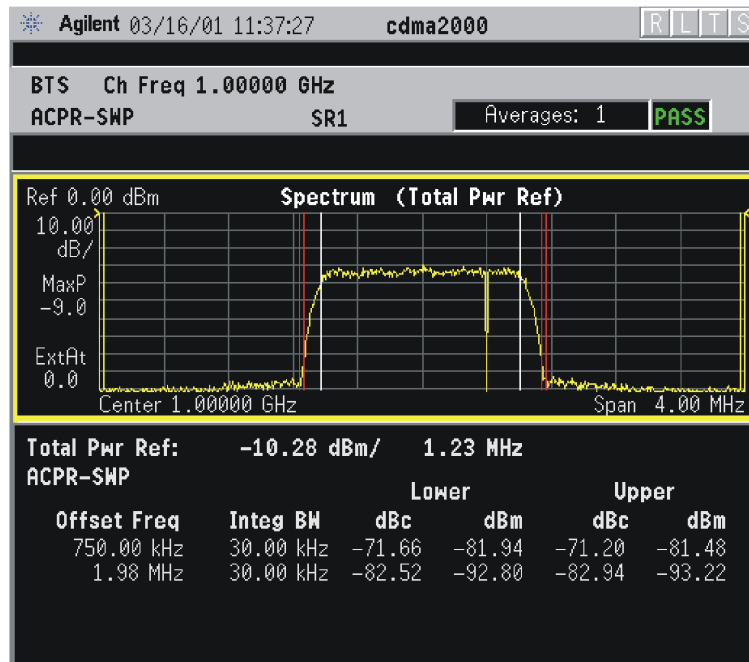 Agilent 03/16/01 11:37:27 cdma2000 R L T S
BTS Ch Freq 1.00000 GHz
ACPR-SWP SR1 Averages: 1 PASS
Ref 0.00 dBm Spectrum (Total Pwr Ref)
10.00
dB/
MaxP
-9.0
ExtAt
0.0
Center 1.00000 GHz Span 4.00 MHz
Total Pwr Ref: -10.28 dBm/ 1.23 MHz
ACPR-SWP
Lower Upper
Offset Freq Integ BW dBc dBm dBc dBm
750.00 kHz 30.00 kHz -71.66 -81.94 -71.20 -81.48
1.98 MHz 30.00 kHz -82.52 -92.80 -82.94 -93.22